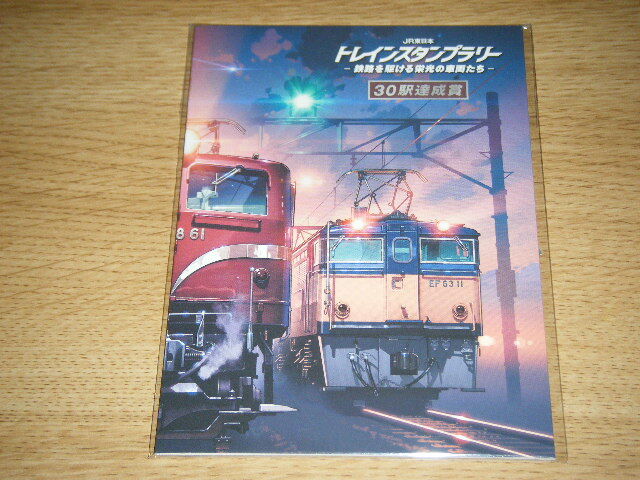 JR東日本
トレインスタンプラリー
- 鉄路を駆ける栄光の車両たち -
30駅達成賞
8 61
EF 63 11